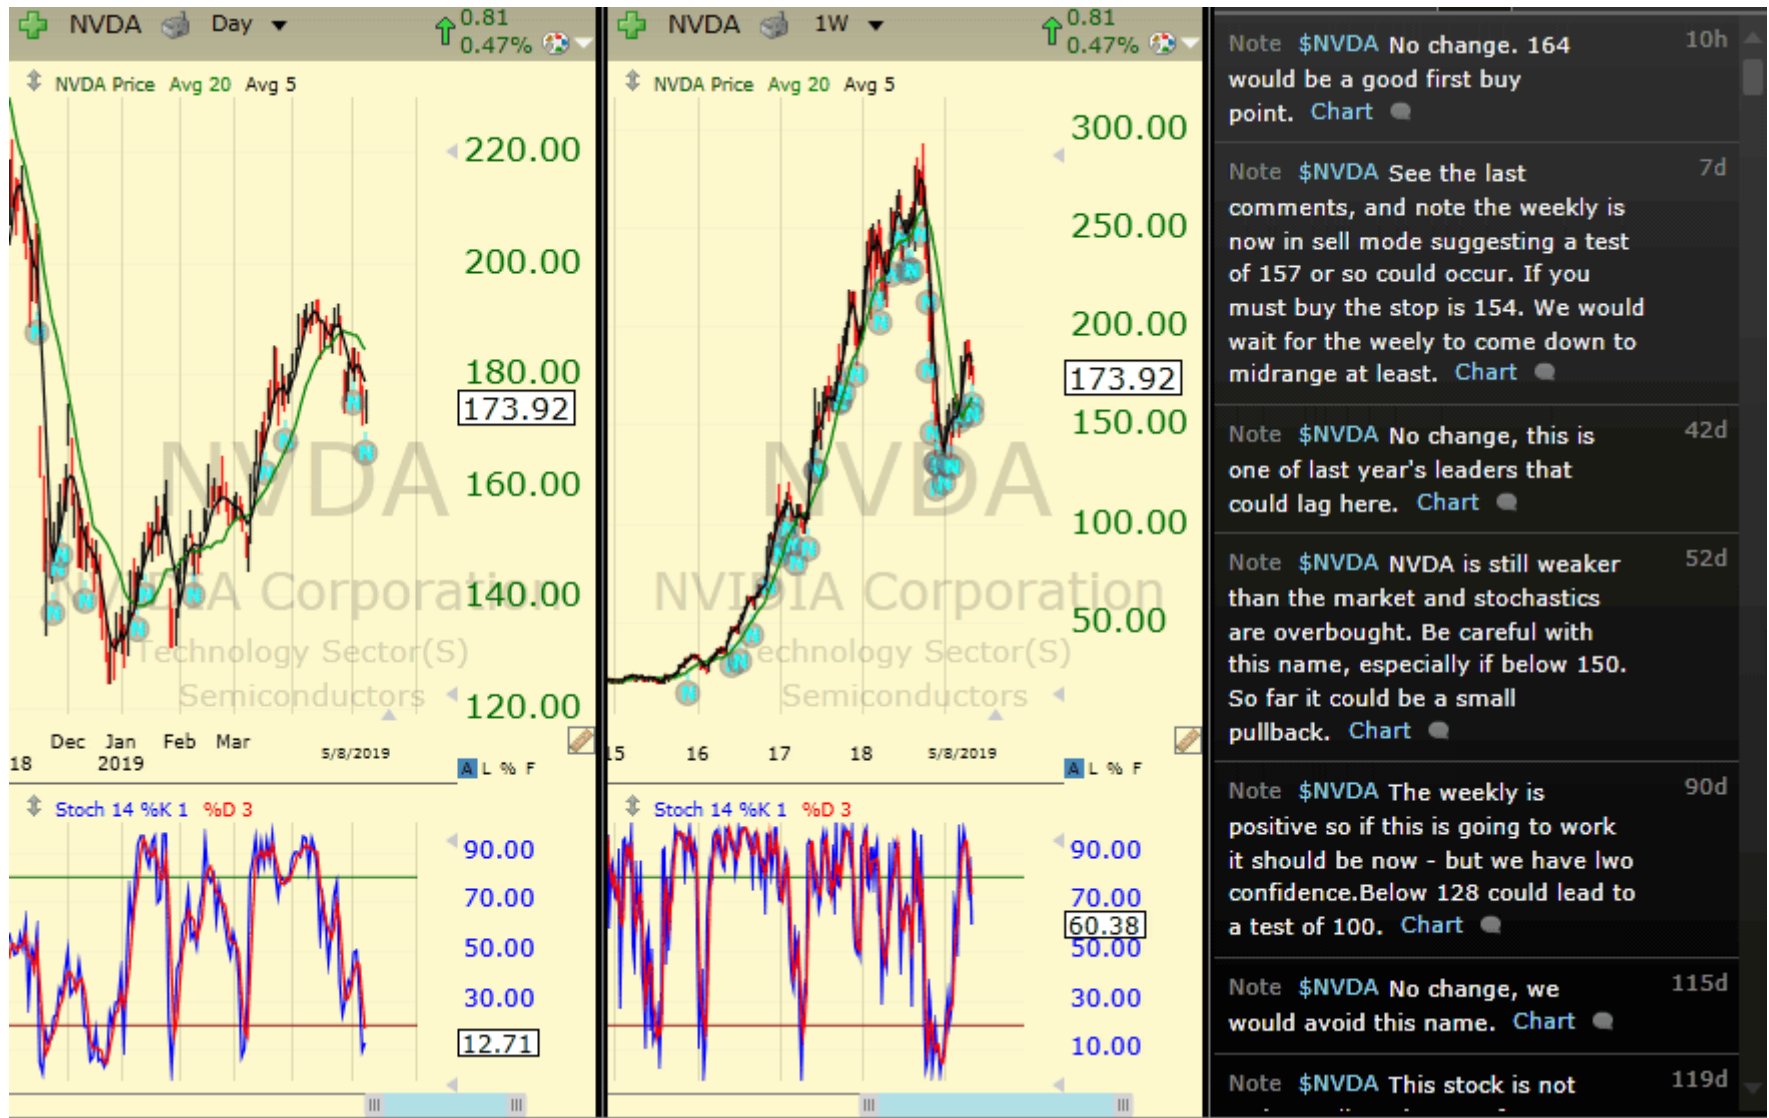 NVDA Day 0.81
0.47%
NVDA Price Avg 20 Avg 5
220.00
200.00
180.00
173.92
160.00
140.00
120.00
NVDA
NVIDIA Corporation
Technology Sector(S)
Semiconductors
Dec Jan Feb Mar 5/8/2019
18 2019
A L % F
Stoch 14 %K 1 %D 3
90.00
70.00
50.00
30.00
12.71
NVDA 1W 0.81
0.47%
NVDA Price Avg 20 Avg 5
300.00
250.00
200.00
173.92
150.00
100.00
50.00
NVDA
NVIDIA Corporation
Technology Sector(S)
Semiconductors
15 16 17 18 5/8/2019
A L % F
Stoch 14 %K 1 %D 3
90.00
70.00
60.38
50.00
30.00
10.00
Note $NVDA No change. 164 10h
would be a good first buy
point. Chart
Note $NVDA See the last 7d
comments, and note the weekly is
now in sell mode suggesting a test
of 157 or so could occur. If you
must buy the stop is 154. We would
wait for the weely to come down to
midrange at least. Chart
Note $NVDA No change, this is 42d
one of last year's leaders that
could lag here. Chart
Note $NVDA NVDA is still weaker 52d
than the market and stochastics
are overbought. Be careful with
this name, especially if below 150.
So far it could be a small
pullback. Chart
Note $NVDA The weekly is 90d
positive so if this is going to work
it should be now - but we have lwo
confidence.Below 128 could lead to
a test of 100. Chart
Note $NVDA No change, we 115d
would avoid this name. Chart
Note $NVDA This stock is not 119d